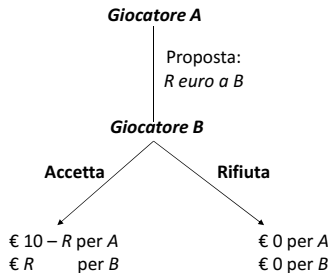 Giocatore A
Proposta:
R euro a B
Giocatore B
Accetta
Rifiuta
€ 10 – R per A
€ R per B
€ 0 per A
€ 0 per B